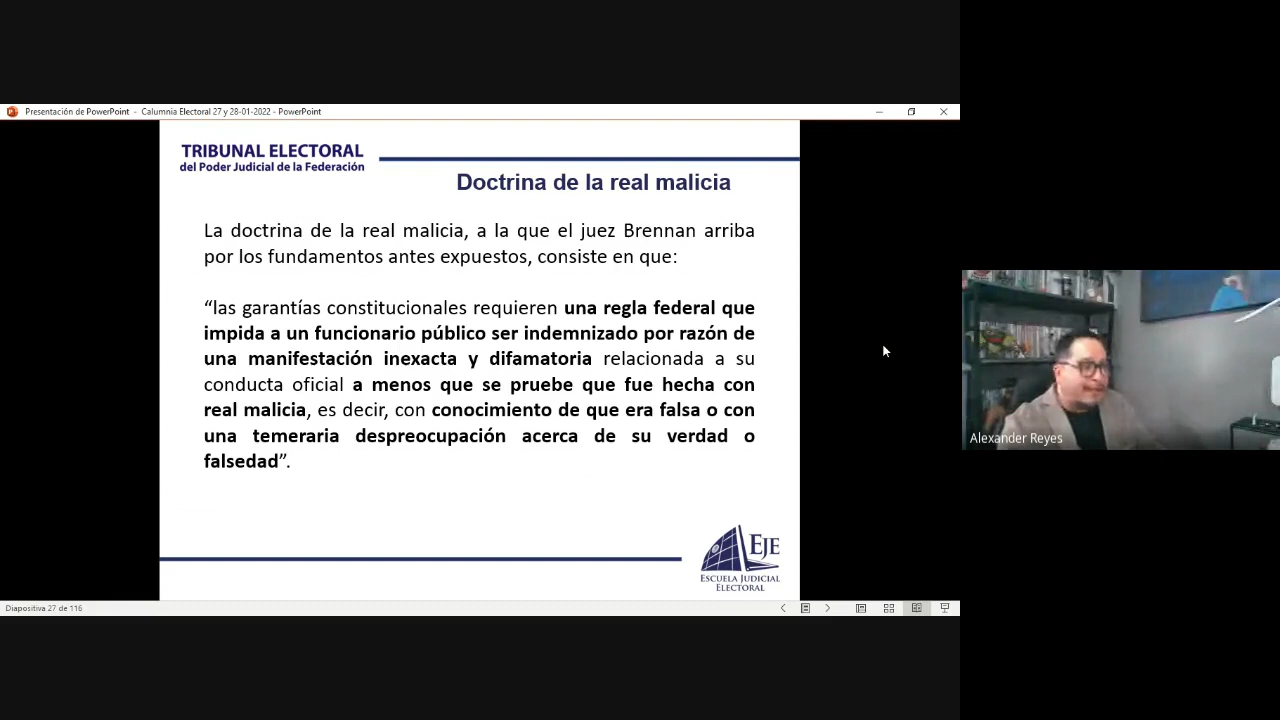 Presentación de PowerPoint - Calumnia Electoral 27 y 28-01-2022 - PowerPoint
TRIBUNAL ELECTORAL
del Poder Judicial de la Federación
Doctrina de la real malicia
La doctrina de la real malicia, a la que el juez Brennan arriba
por los fundamentos antes expuestos, consiste en que:
“las garantías constitucionales requieren una regla federal que
impida a un funcionario público ser indemnizado por razón de
una manifestación inexacta y difamatoria relacionada a su
conducta oficial a menos que se pruebe que fue hecha con
real malicia, es decir, con conocimiento de que era falsa o con
una temeraria despreocupación acerca de su verdad o
falsedad”.
EJE
ESCUELA JUDICIAL
ELECTORAL
Diapositiva 27 de 116
Alexander Reyes